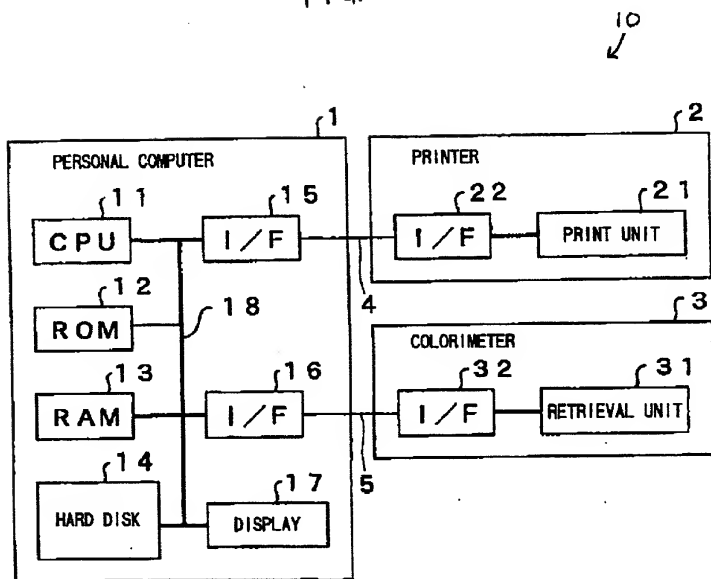 10
1
2
PERSONAL COMPUTER
PRINTER
11
15
22
21
CPU
I/F
I/F
PRINT UNIT
12
18
4
3
ROM
COLORIMETER
13
16
32
31
RAM
I/F
I/F
RETRIEVAL UNIT
14
17
5
HARD DISK
DISPLAY